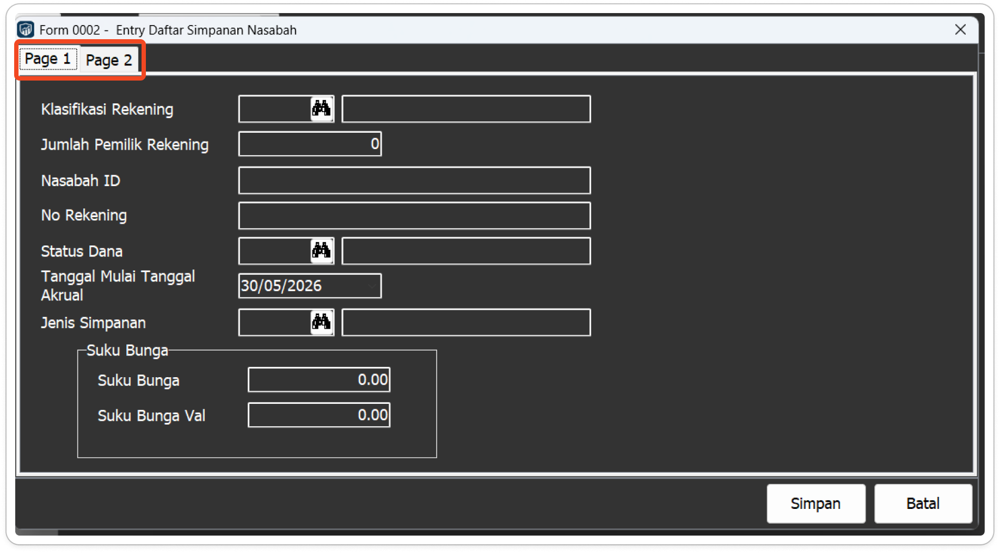 Form 0002 - Entry Daftar Simpanan Nasabah
Page 1 Page 2
Klasifikasi Rekening
Jumlah Pemilik Rekening 0
Nasabah ID
No Rekening
Status Dana
Tanggal Mulai Tanggal
Akrual
30/05/2026
Jenis Simpanan
Suku Bunga
Suku Bunga 0.00
Suku Bunga Val 0.00
Simpan Batal